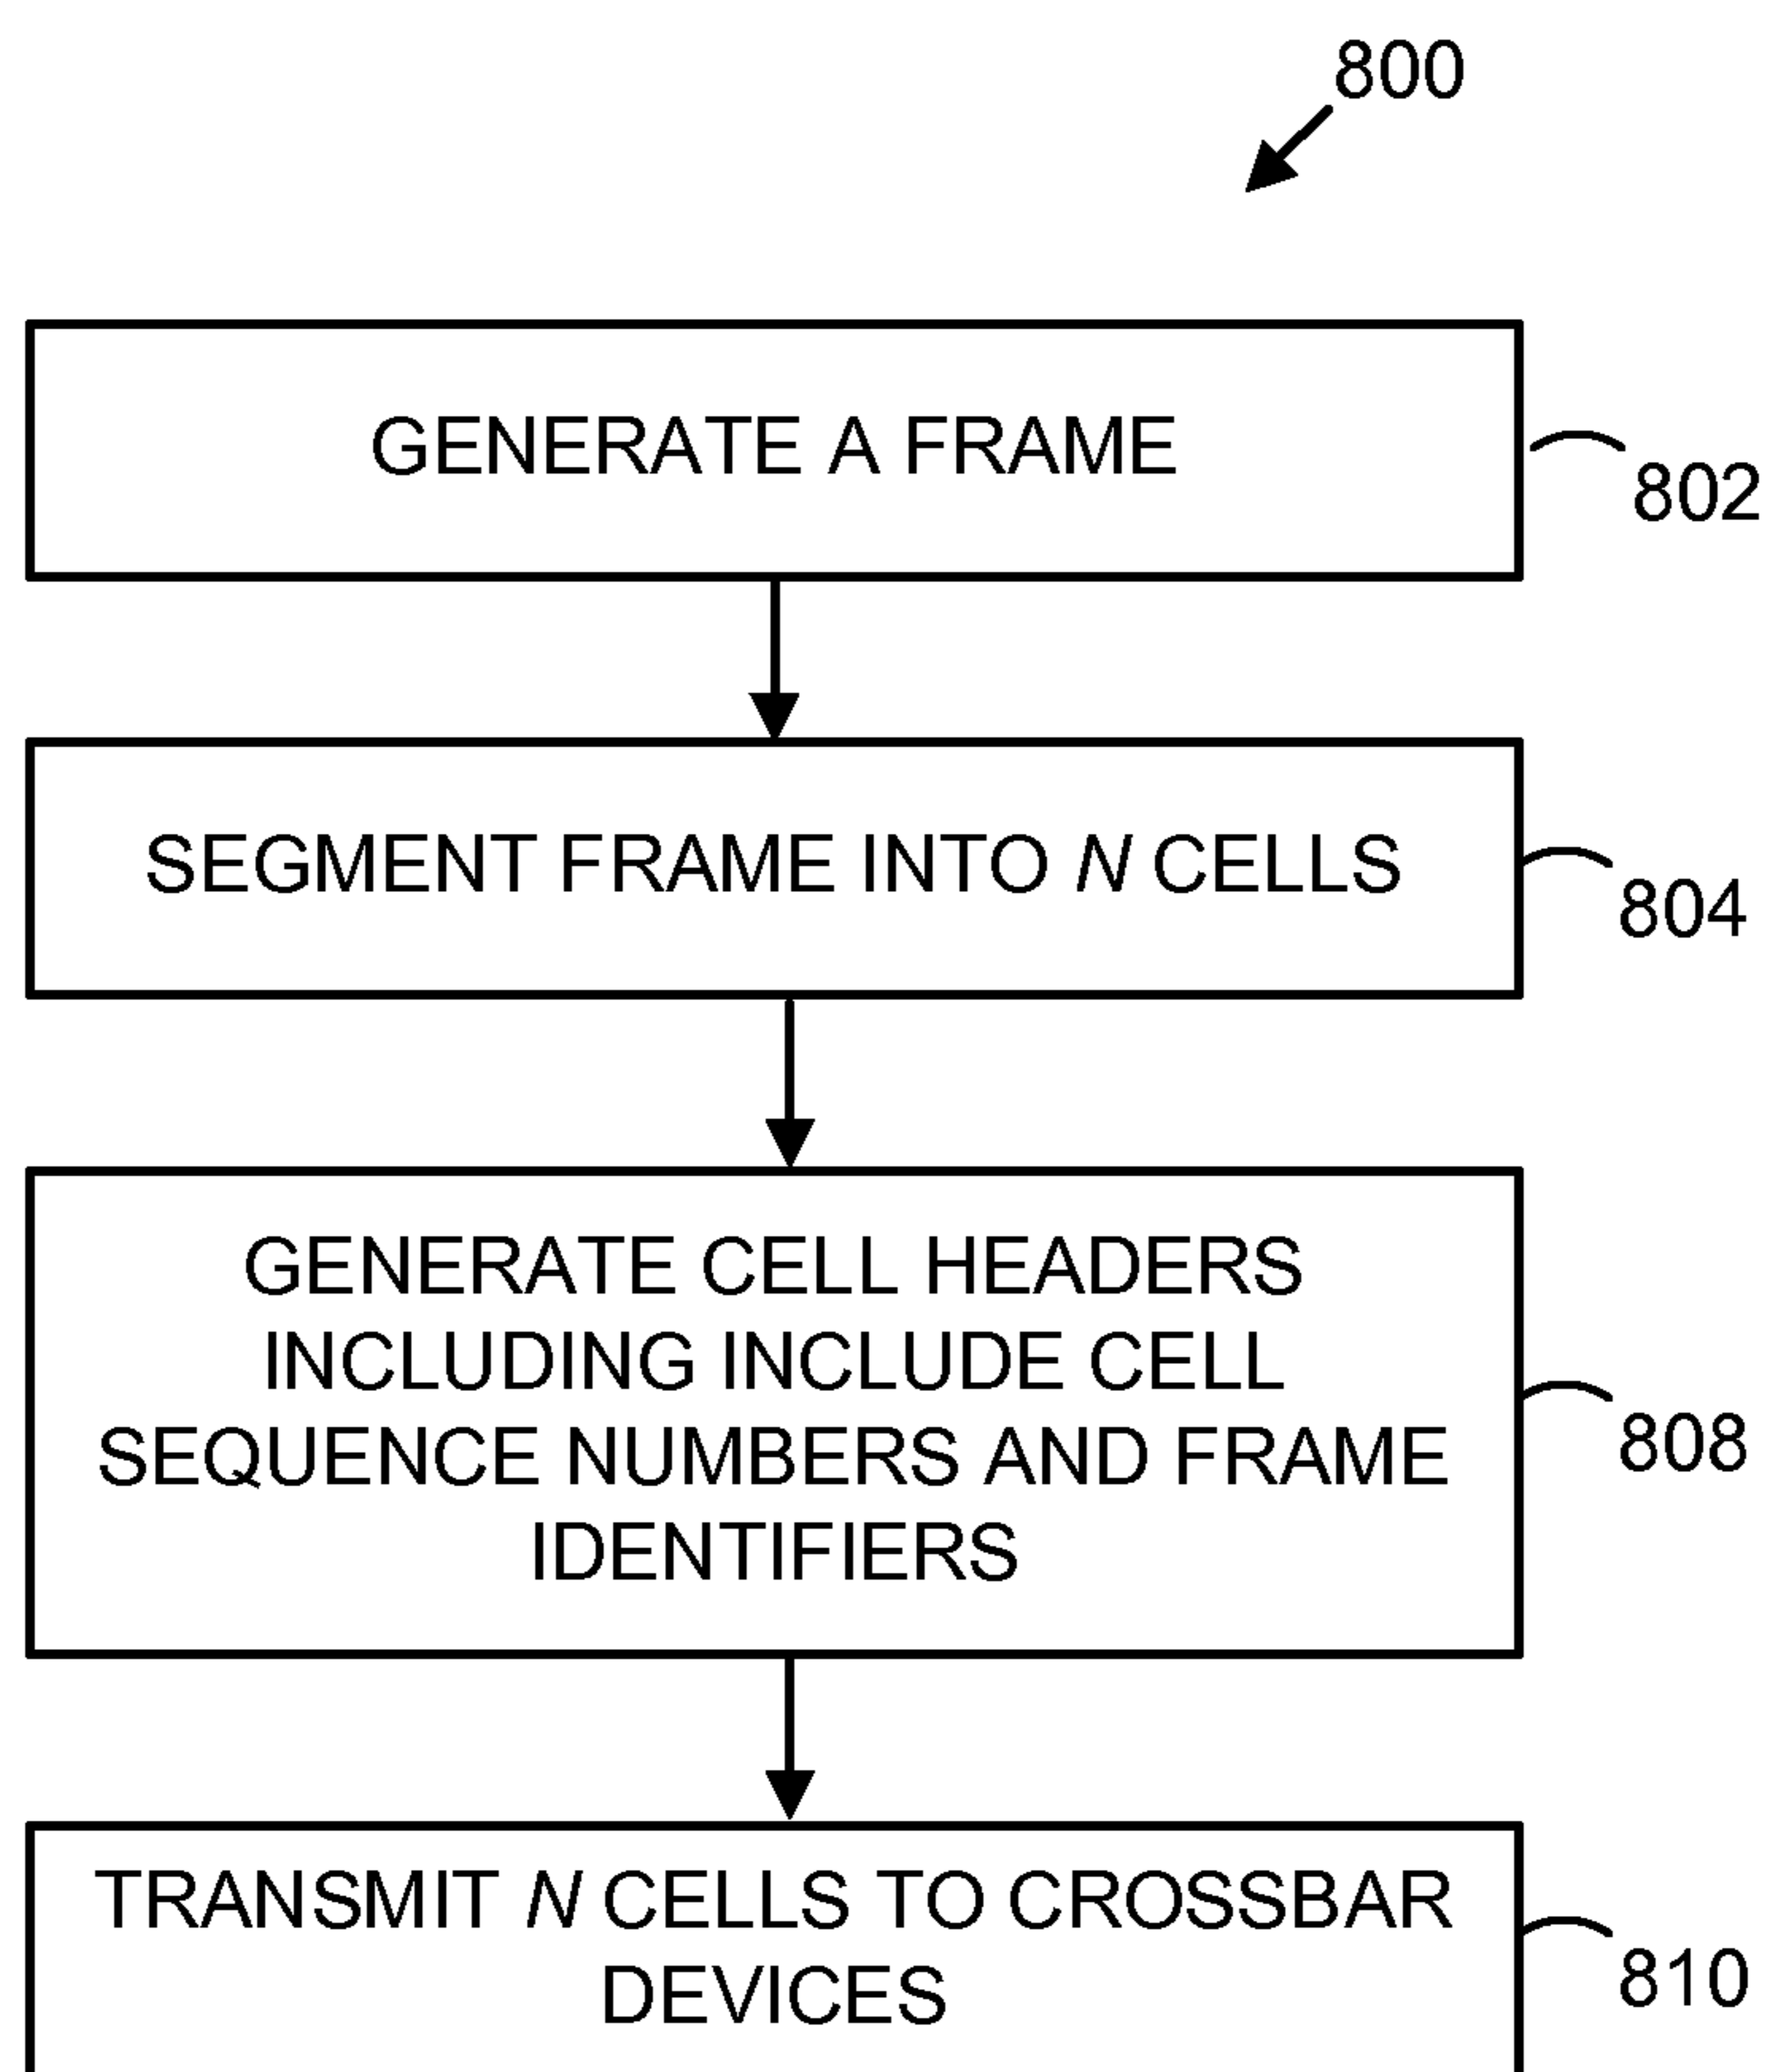 800
GENERATE A FRAME
802
SEGMENT FRAME INTO N CELLS
804
GENERATE CELL HEADERS
INCLUDING INCLUDE CELL
SEQUENCE NUMBERS AND FRAME
IDENTIFIERS
808
TRANSMIT N CELLS TO CROSSBAR
DEVICES
810